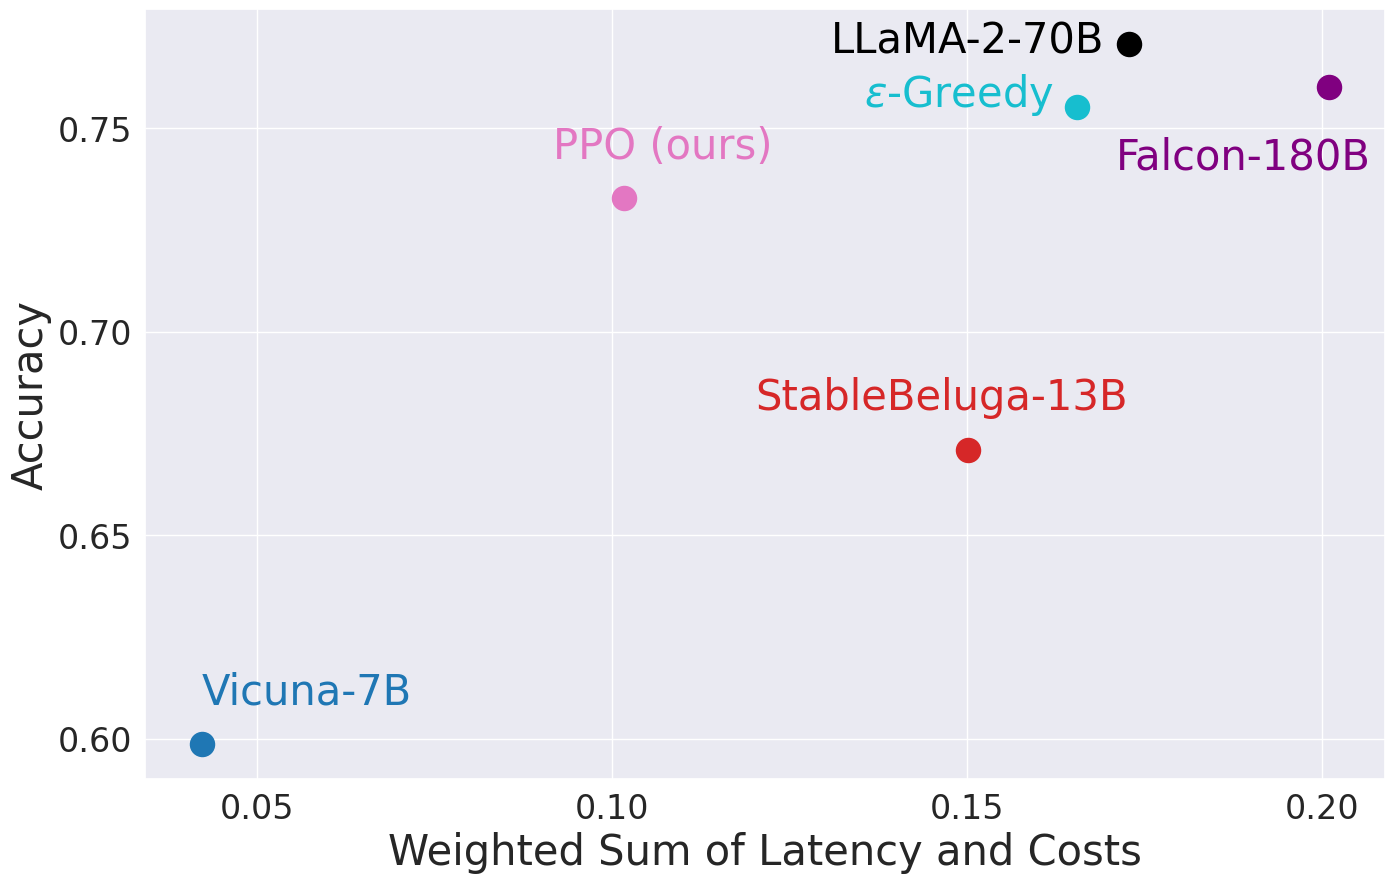 LLaMA-2-70B
ε-Greedy
PPO (ours)
Falcon-180B
StableBeluga-13B
Vicuna-7B
Accuracy
0.75
0.70
0.65
0.60
0.05 0.10 0.15 0.20
Weighted Sum of Latency and Costs